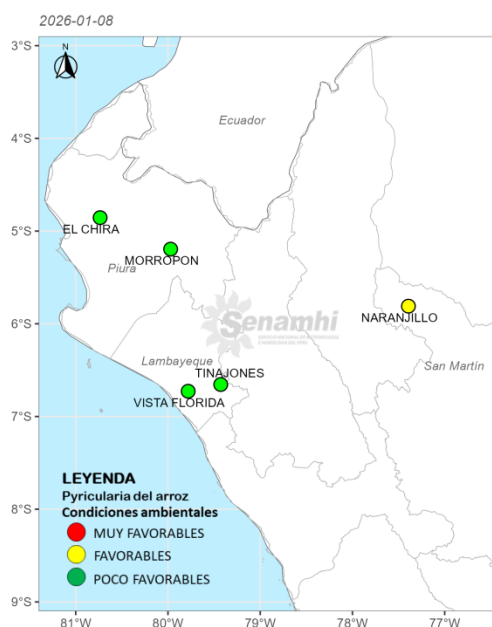 2026-01-08
3°S
N
Ecuador
4°S
EL CHIRA
5°S
MORROPON
Piura
NARANJILLO
6°S
Senamhi
Lambayeque
TINAJONES
San Martín
VISTA FLORIDA
7°S
LEYENDA
Pyricularia del arroz
Condiciones ambientales
8°S
MUY FAVORABLES
FAVORABLES
POCO FAVORABLES
9°S
81°W 80°W 79°W 78°W 77°W